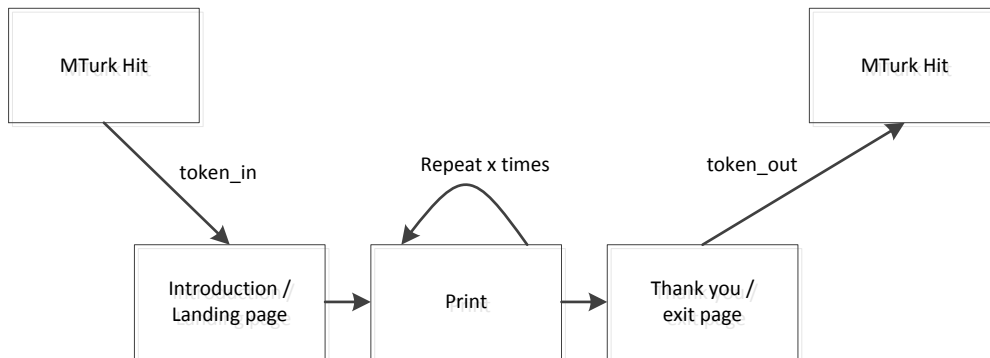 MTurk Hit
MTurk Hit
token_in
Repeat x times
token_out
Introduction /
Landing page
Print
Thank you /
exit page